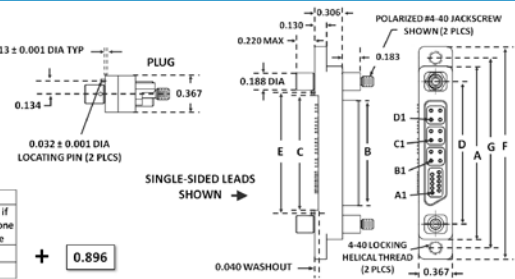 13 ± 0.001 DIA TYP
PLUG
0.134
0.367
0.032 ± 0.001 DIA
LOCATING PIN (2 PLCS)
if
one
e
+
0.896
SINGLE-SIDED LEADS
SHOWN
0.306
0.130
0.220 MAX
0.188 DIA
POLARIZED #4-40 JACKSCREW
SHOWN (2 PLCS)
0.183
E
C
B
D1
C1
B1
A1
D
A
G
F
0.040 WASHOUT
4-40 LOCKING
HELICAL THREAD
(2 PLCS)
0.367